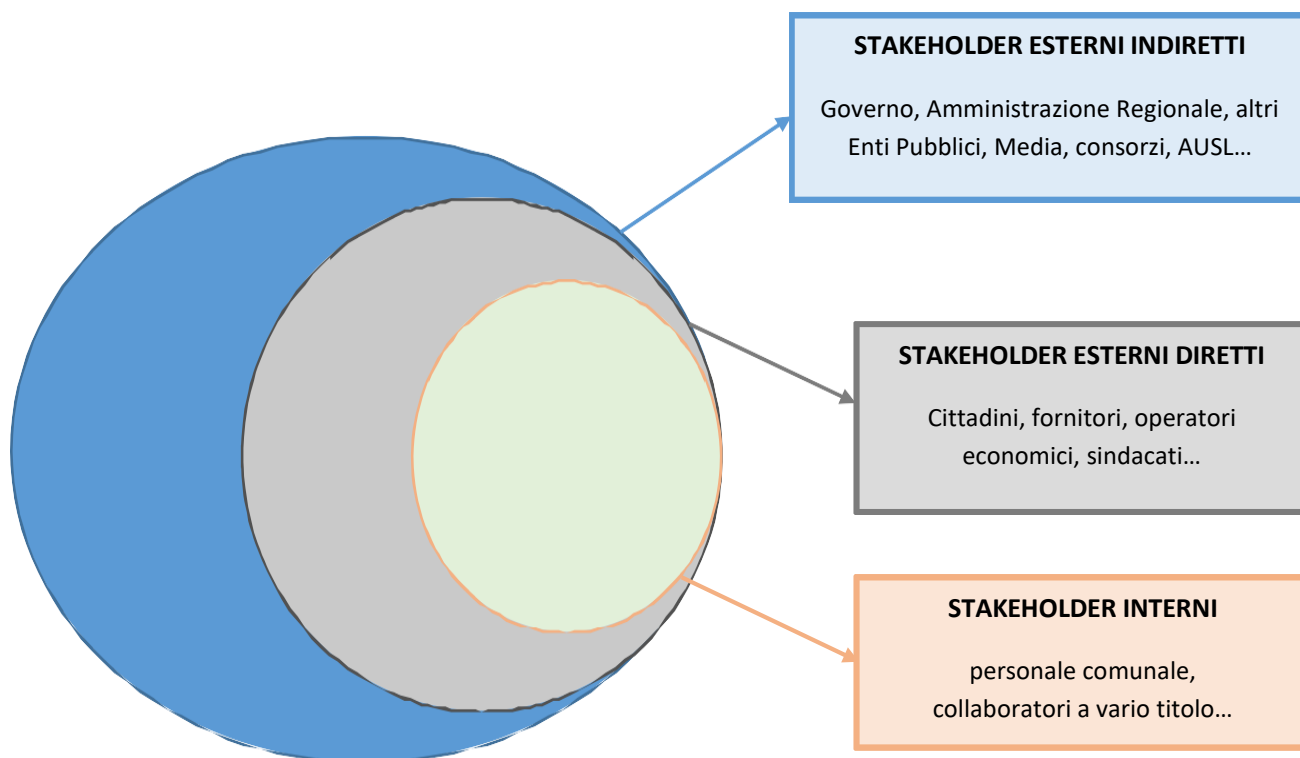 STAKEHOLDER ESTERNI INDIRETTI
Governo, Amministrazione Regionale, altri
Enti Pubblici, Media, consorzi, AUSL…
STAKEHOLDER ESTERNI DIRETTI
Cittadini, fornitori, operatori
economici, sindacati…
STAKEHOLDER INTERNI
personale comunale,
collaboratori a vario titolo…